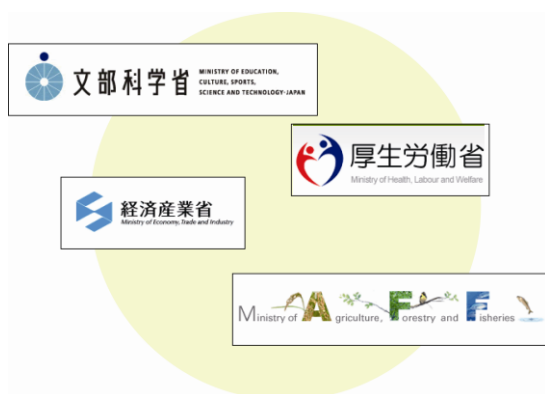 文部科学省
MINISTRY OF EDUCATION,
CULTURE, SPORTS,
SCIENCE AND TECHNOLOGY-JAPAN
厚生労働省
Ministry of Health, Labour and Welfare
経済産業省
Ministry of Economy, Trade and Industry
Ministry of Agriculture, Forestry and Fisheries